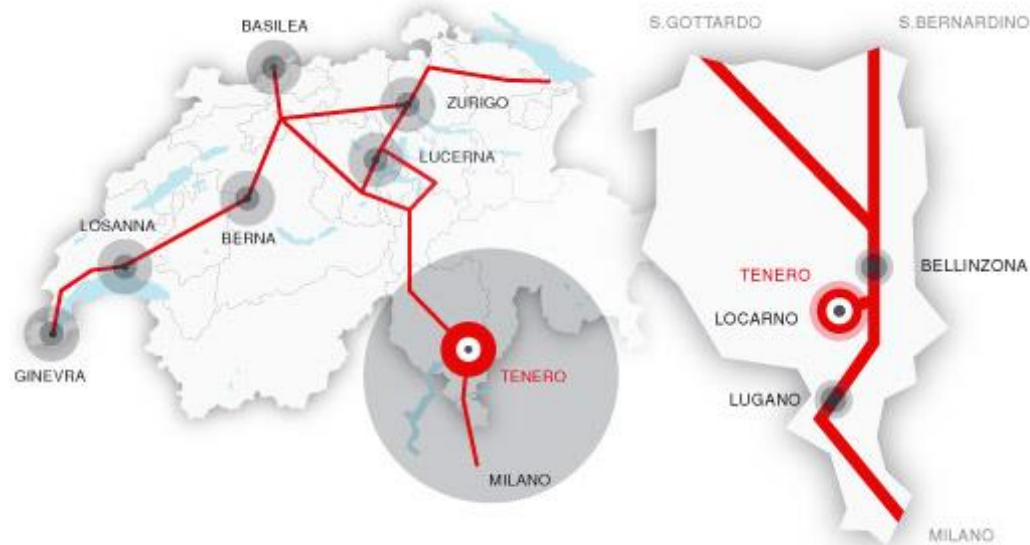 BASILEA
ZURIGO
LUCERNA
LOSANNA
BERNA
GINEVRA
TENERO
MILANO
S.GOTTARDO
S.BERNARDINO
BELLINZONA
TENERO
LOCARNO
LUGANO
MILANO